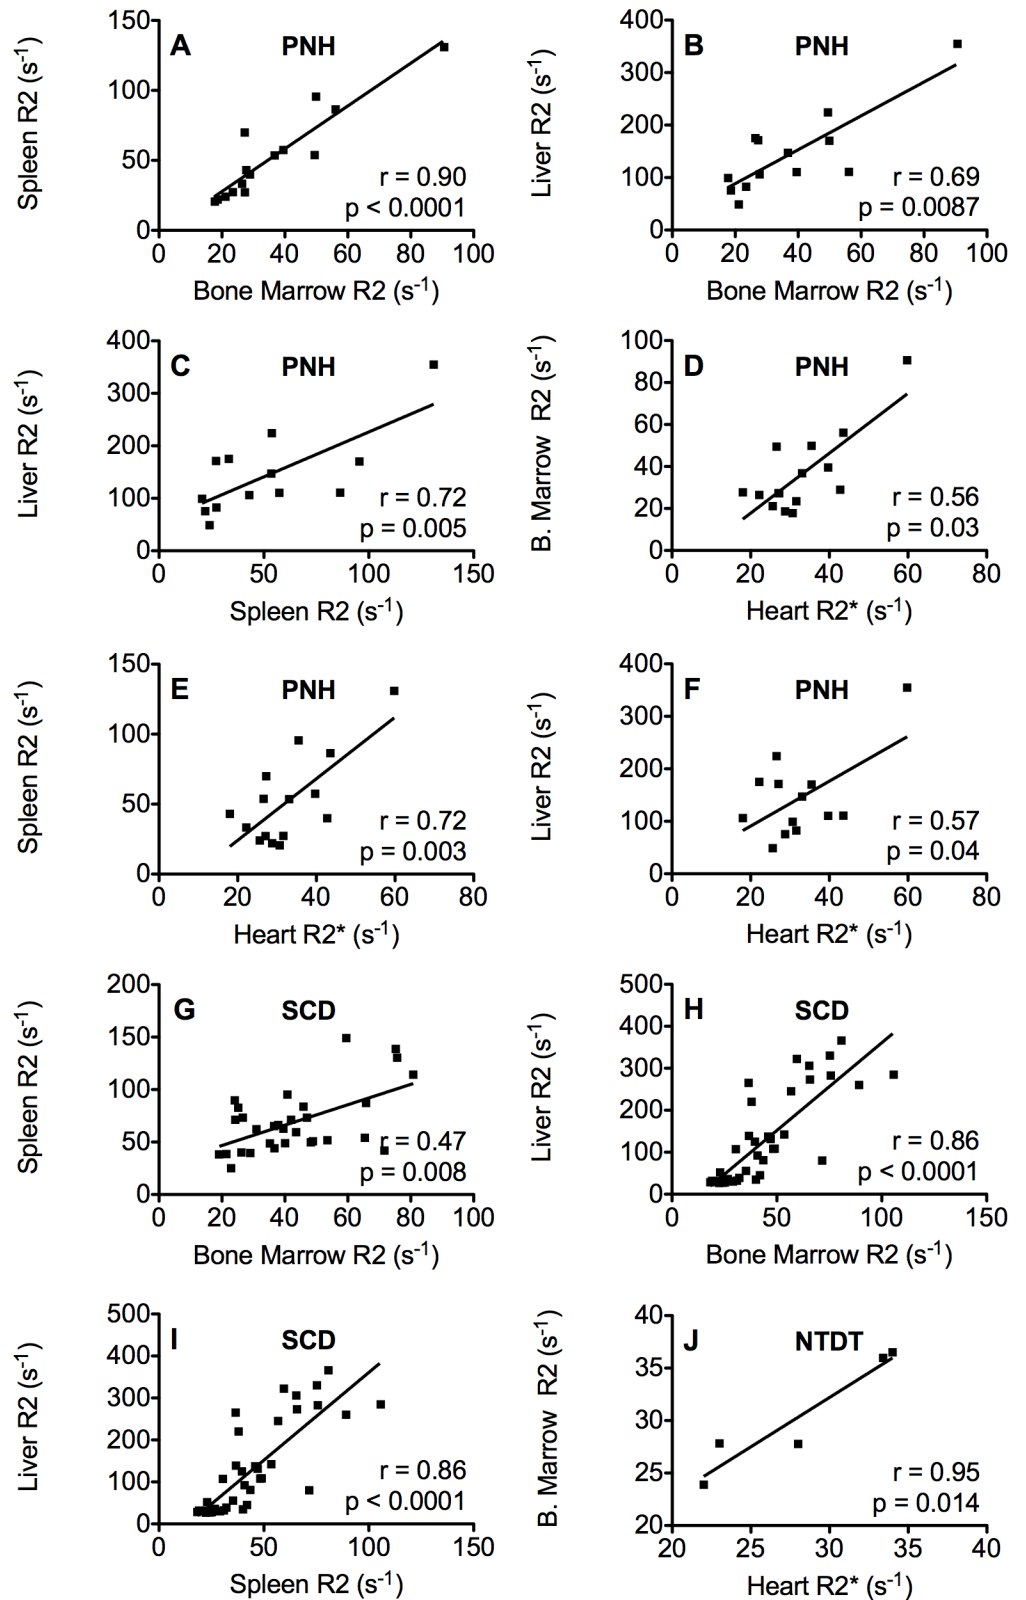 A PNH
Spleen R2 (s-1)
150
100
50
0
r = 0.90
p < 0.0001
0 20 40 60 80 100
Bone Marrow R2 (s-1)
B PNH
Liver R2 (s-1)
400
300
200
100
0
r = 0.69
p = 0.0087
0 20 40 60 80 100
Bone Marrow R2 (s-1)
C PNH
Liver R2 (s-1)
400
300
200
100
0
r = 0.72
p = 0.005
0 50 100 150
Spleen R2 (s-1)
D PNH
B. Marrow R2 (s-1)
100
80
60
40
20
0
r = 0.56
p = 0.03
0 20 40 60 80
Heart R2* (s-1)
E PNH
Spleen R2 (s-1)
150
100
50
0
r = 0.72
p = 0.003
0 20 40 60 80
Heart R2* (s-1)
F PNH
Liver R2 (s-1)
400
300
200
100
0
r = 0.57
p = 0.04
0 20 40 60 80
Heart R2* (s-1)
G SCD
Spleen R2 (s-1)
200
150
100
50
0
r = 0.47
p = 0.008
0 20 40 60 80 100
Bone Marrow R2 (s-1)
H SCD
Liver R2 (s-1)
500
400
300
200
100
0
r = 0.86
p < 0.0001
0 50 100 150
Bone Marrow R2 (s-1)
I SCD
Liver R2 (s-1)
500
400
300
200
100
0
r = 0.86
p < 0.0001
0 50 100 150
Spleen R2 (s-1)
J NTDT
B. Marrow R2 (s-1)
40
35
30
25
20
r = 0.95
p = 0.014
20 25 30 35 40
Heart R2* (s-1)